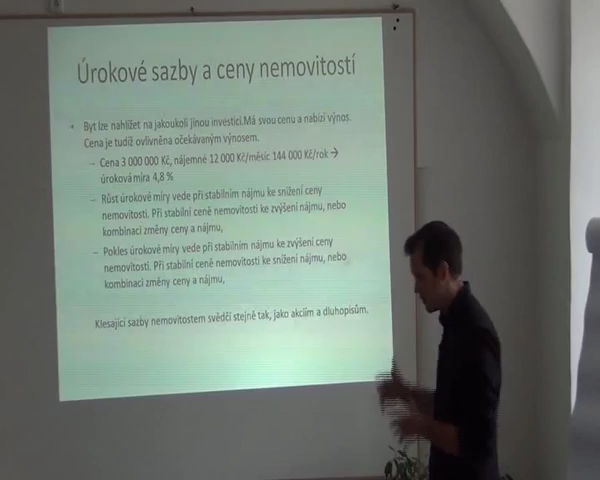 Úrokové sazby a ceny nemovitostí
Byt lze nahlížet na jakoukoli jinou investici.Má svou cenu a nabízí výnos.
Cena je tudíž ovlivněna očekávaným výnosem.
– Cena 3 000 000 Kč, nájemné 12 000 Kč/měsíc 144 000 Kč/rok →
úroková míra 4,8 %
– Růst úrokové míry vede při stabilním nájmu ke snížení ceny
nemovitosti. Při stabilní ceně nemovitosti ke zvýšení nájmu, nebo
kombinaci změny ceny a nájmu,
– Pokles úrokové míry vede při stabilním nájmu ke zvýšení ceny
nemovitosti. Při stabilní ceně nemovitosti ke snížení nájmu, nebo
kombinaci změny ceny a nájmu,
Klesající sazby nemovitostem svědčí stejně tak, jako akciím a dluhopisům.